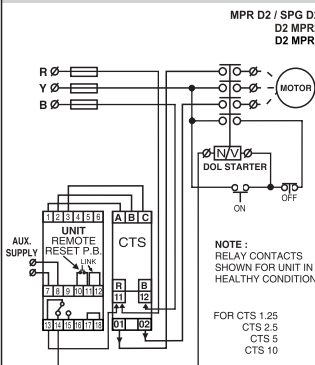 MPR D2 / SPG D2
D2 MPR
D2 MPR
R
Y
B
MOTOR
N/V
DOL STARTER
ON
OFF
1 2 3 4 5 6
A B C
UNIT
REMOTE
RESET P.B.
LINK
CTS
AUX.
SUPPLY
7 8 9 10 11 12
R
11
B
12
13 14 15 16 17 18
01
02
NOTE :
RELAY CONTACTS
SHOWN FOR UNIT IN
HEALTHY CONDITION
FOR CTS 1.25
CTS 2.5
CTS 5
CTS 10